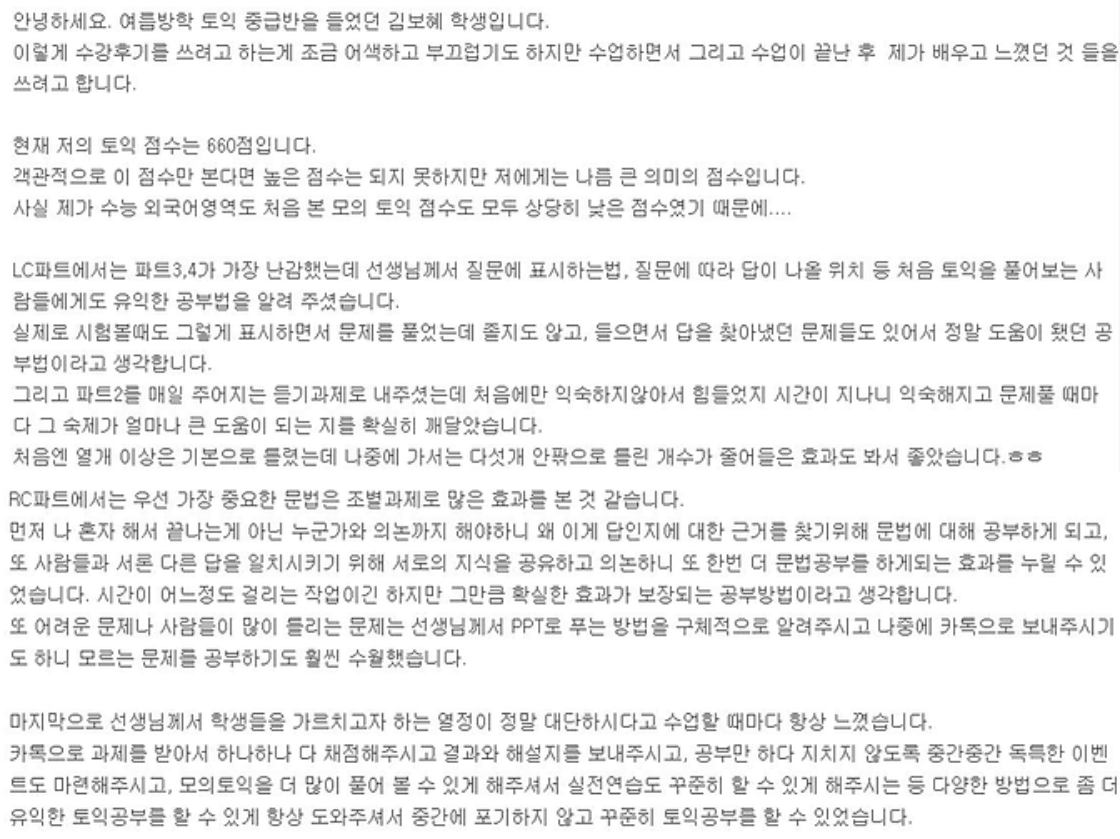 안녕하세요. 여름방학 토익 중급반을 들었던 김보혜 학생입니다.
이렇게 수강후기를 쓰려고 하는게 조금 어색하고 부끄럽기도 하지만 수업하면서 그리고 수업이 끝난 후 제가 배우고 느꼈던 것 들을
쓰려고 합니다.
현재 저의 토익 점수는 660점입니다.
객관적으로 이 점수만 본다면 높은 점수는 되지 못하지만 저에게는 나름 큰 의미의 점수입니다.
사실 제가 수능 외국어영역도 처음 본 모의 토익 점수도 모두 상당히 낮은 점수였기 때문에....
LC파트에서는 파트3,4가 가장 난감했는데 선생님께서 질문에 표시하는법, 질문에 따라 답이 나올 위치 등 처음 토익을 풀어보는 사
람들에게도 유익한 공부법을 알려 주셨습니다.
실제로 시험볼때도 그렇게 표시하면서 문제를 풀었는데 졸지도 않고, 들으면서 답을 찾아냈던 문제들도 있어서 정말 도움이 됐던 공
부법이라고 생각합니다.
그리고 파트2를 매일 주어지는 듣기과제로 내주셨는데 처음에만 익숙하지않아서 힘들었지 시간이 지나니 익숙해지고 문제풀 때마
다 그 숙제가 얼마나 큰 도움이 되는 지를 확실히 깨달았습니다.
처음엔 열개 이상은 기본으로 틀렸는데 나중에 가서는 다섯개 안팎으로 틀린 개수가 줄어들은 효과도 봐서 좋았습니다.ㅎㅎ
RC파트에서는 우선 가장 중요한 문법은 조별과제로 많은 효과를 본 것 같습니다.
먼저 나 혼자 해서 끝나는게 아닌 누군가와 의논까지 해야하니 왜 이게 답인지에 대한 근거를 찾기위해 문법에 대해 공부하게 되고,
또 사람들과 서론 다른 답을 일치시키기 위해 서로의 지식을 공유하고 의논하니 또 한번 더 문법공부를 하게되는 효과를 누릴 수 있
었습니다. 시간이 어느정도 걸리는 작업이긴 하지만 그만큼 확실한 효과가 보장되는 공부방법이라고 생각합니다.
또 어려운 문제나 사람들이 많이 틀리는 문제는 선생님께서 PPT로 푸는 방법을 구체적으로 알려주시고 나중에 카톡으로 보내주시기
도 하니 모르는 문제를 공부하기도 훨씬 수월했습니다.
마지막으로 선생님께서 학생들을 가르치고자 하는 열정이 정말 대단하시다고 수업할 때마다 항상 느꼈습니다.
카톡으로 과제를 받아서 하나하나 다 채점해주시고 결과와 해설지를 보내주시고, 공부만 하다 지치지 않도록 중간중간 독특한 이벤
트도 마련해주시고, 모의토익을 더 많이 풀어 볼 수 있게 해주셔서 실전연습도 꾸준히 할 수 있게 해주시는 등 다양한 방법으로 좀 더
유익한 토익공부를 할 수 있게 항상 도와주셔서 중간에 포기하지 않고 꾸준히 토익공부를 할 수 있었습니다.